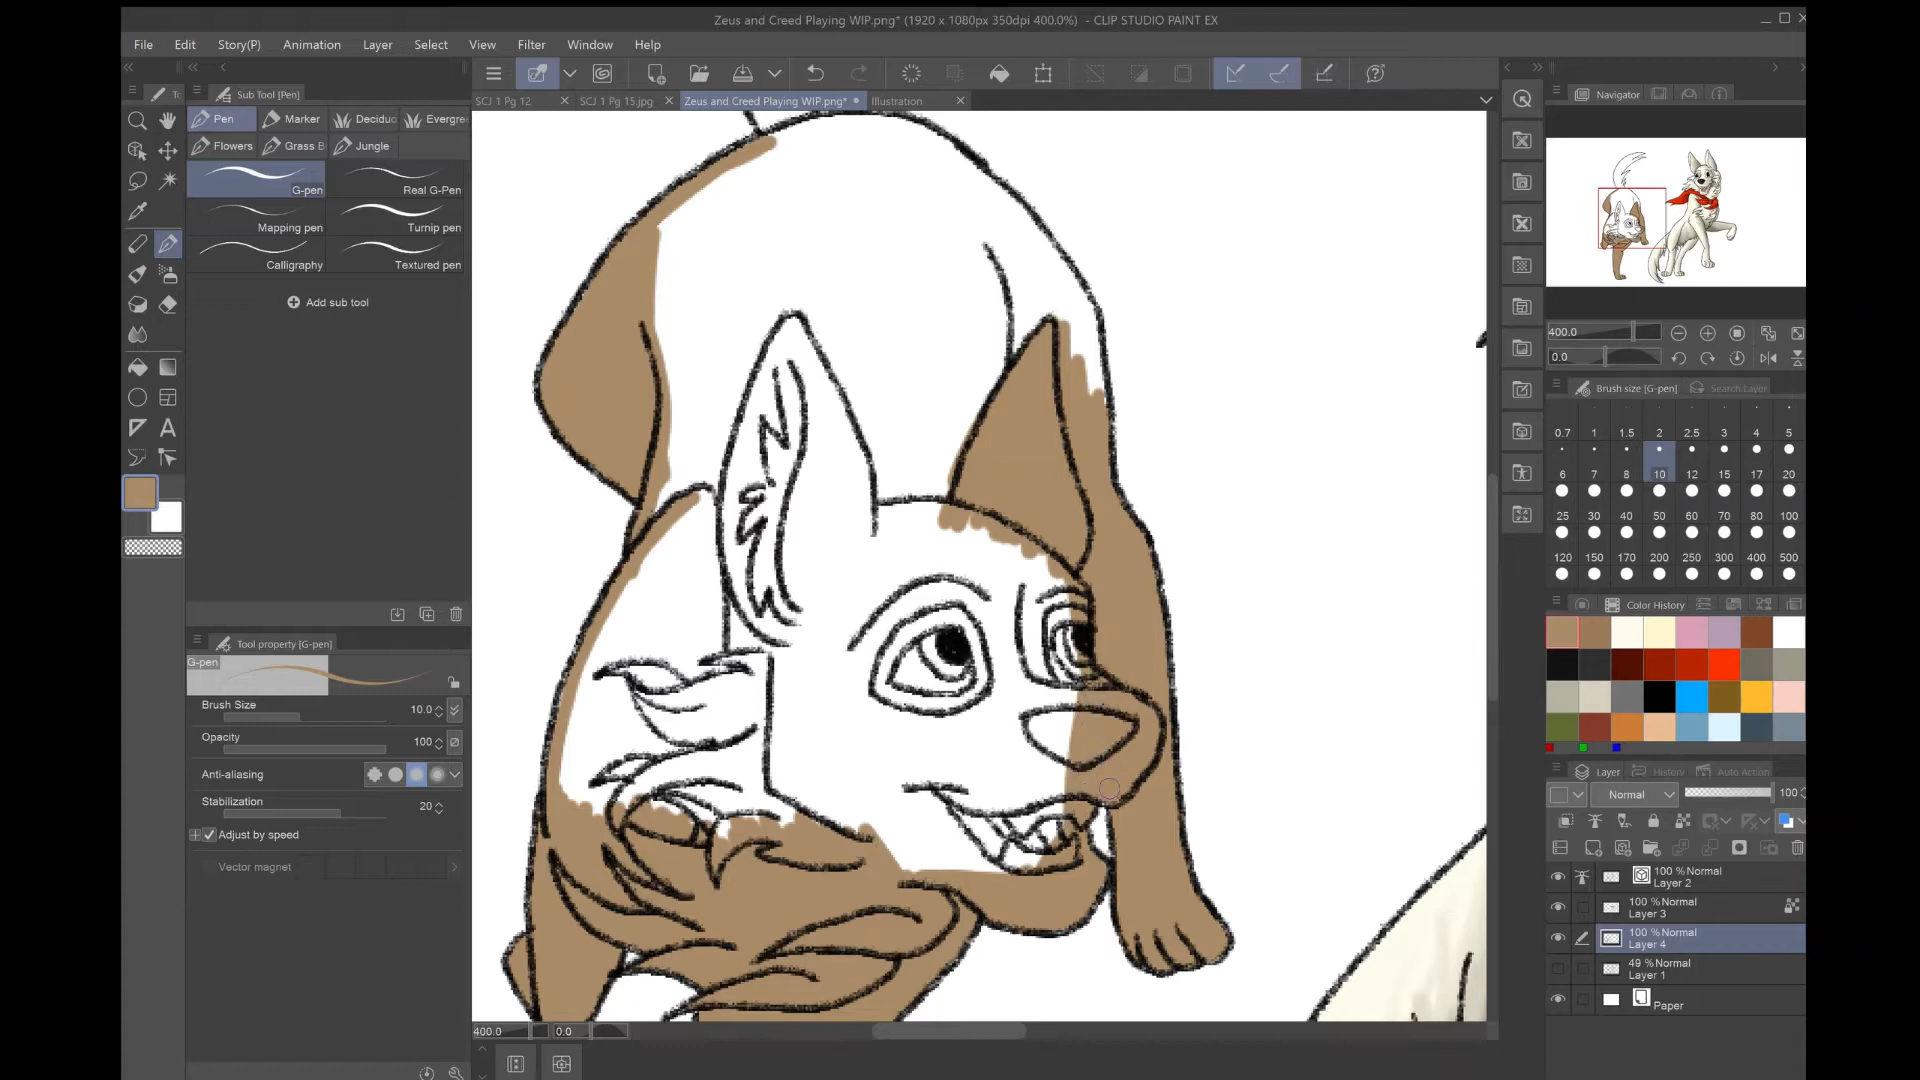 Zeus and Creed Playing WIP.png* (1920 x 1080px 350dpi 400.0%) - CLIP STUDIO PAINT EX
File Edit Story(P) Animation Layer Select View Filter Window Help
Sub Tool [Pen]
SCJ 1 Pg 12 SCJ 1 Pg 15.jpg Zeus and Creed Playing WIP.png* Illustration
Navigator
Pen Marker Deciduc Evergre
Flowers Grass B Jungle
G-pen Real G-Pen
Mapping pen Turnip pen
Calligraphy Textured pen
Add sub tool
400.0
0.0
Brush size [G-pen] Search Layer
0.7 1 1.5 2 2.5 3 4 5
6 7 8 10 12 15 17 20
25 30 40 50 60 70 80 100
120 150 170 200 250 300 400 500
Color History
Tool property [G-pen]
G-pen
Brush Size 10.0
Opacity 100
Anti-aliasing
Stabilization 20
Adjust by speed
Vector magnet
Layer History Auto Action
Normal 100
100 %Normal
Layer 2
100 %Normal
Layer 3
100 %Normal
Layer 4
49 %Normal
Layer 1
Paper
400.0 0.0